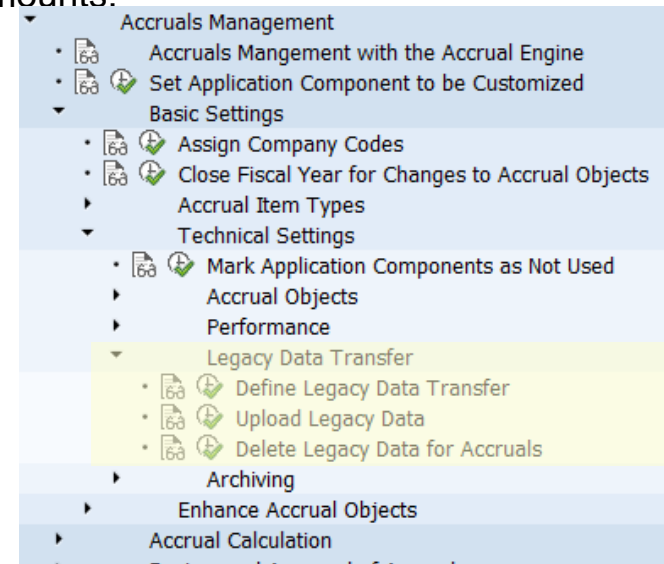 Accruals Management
Accruals Mangement with the Accrual Engine
Set Application Component to be Customized
Basic Settings
Assign Company Codes
Close Fiscal Year for Changes to Accrual Objects
Accrual Item Types
Technical Settings
Mark Application Components as Not Used
Accrual Objects
Performance
Legacy Data Transfer
Define Legacy Data Transfer
Upload Legacy Data
Delete Legacy Data for Accruals
Archiving
Enhance Accrual Objects
Accrual Calculation